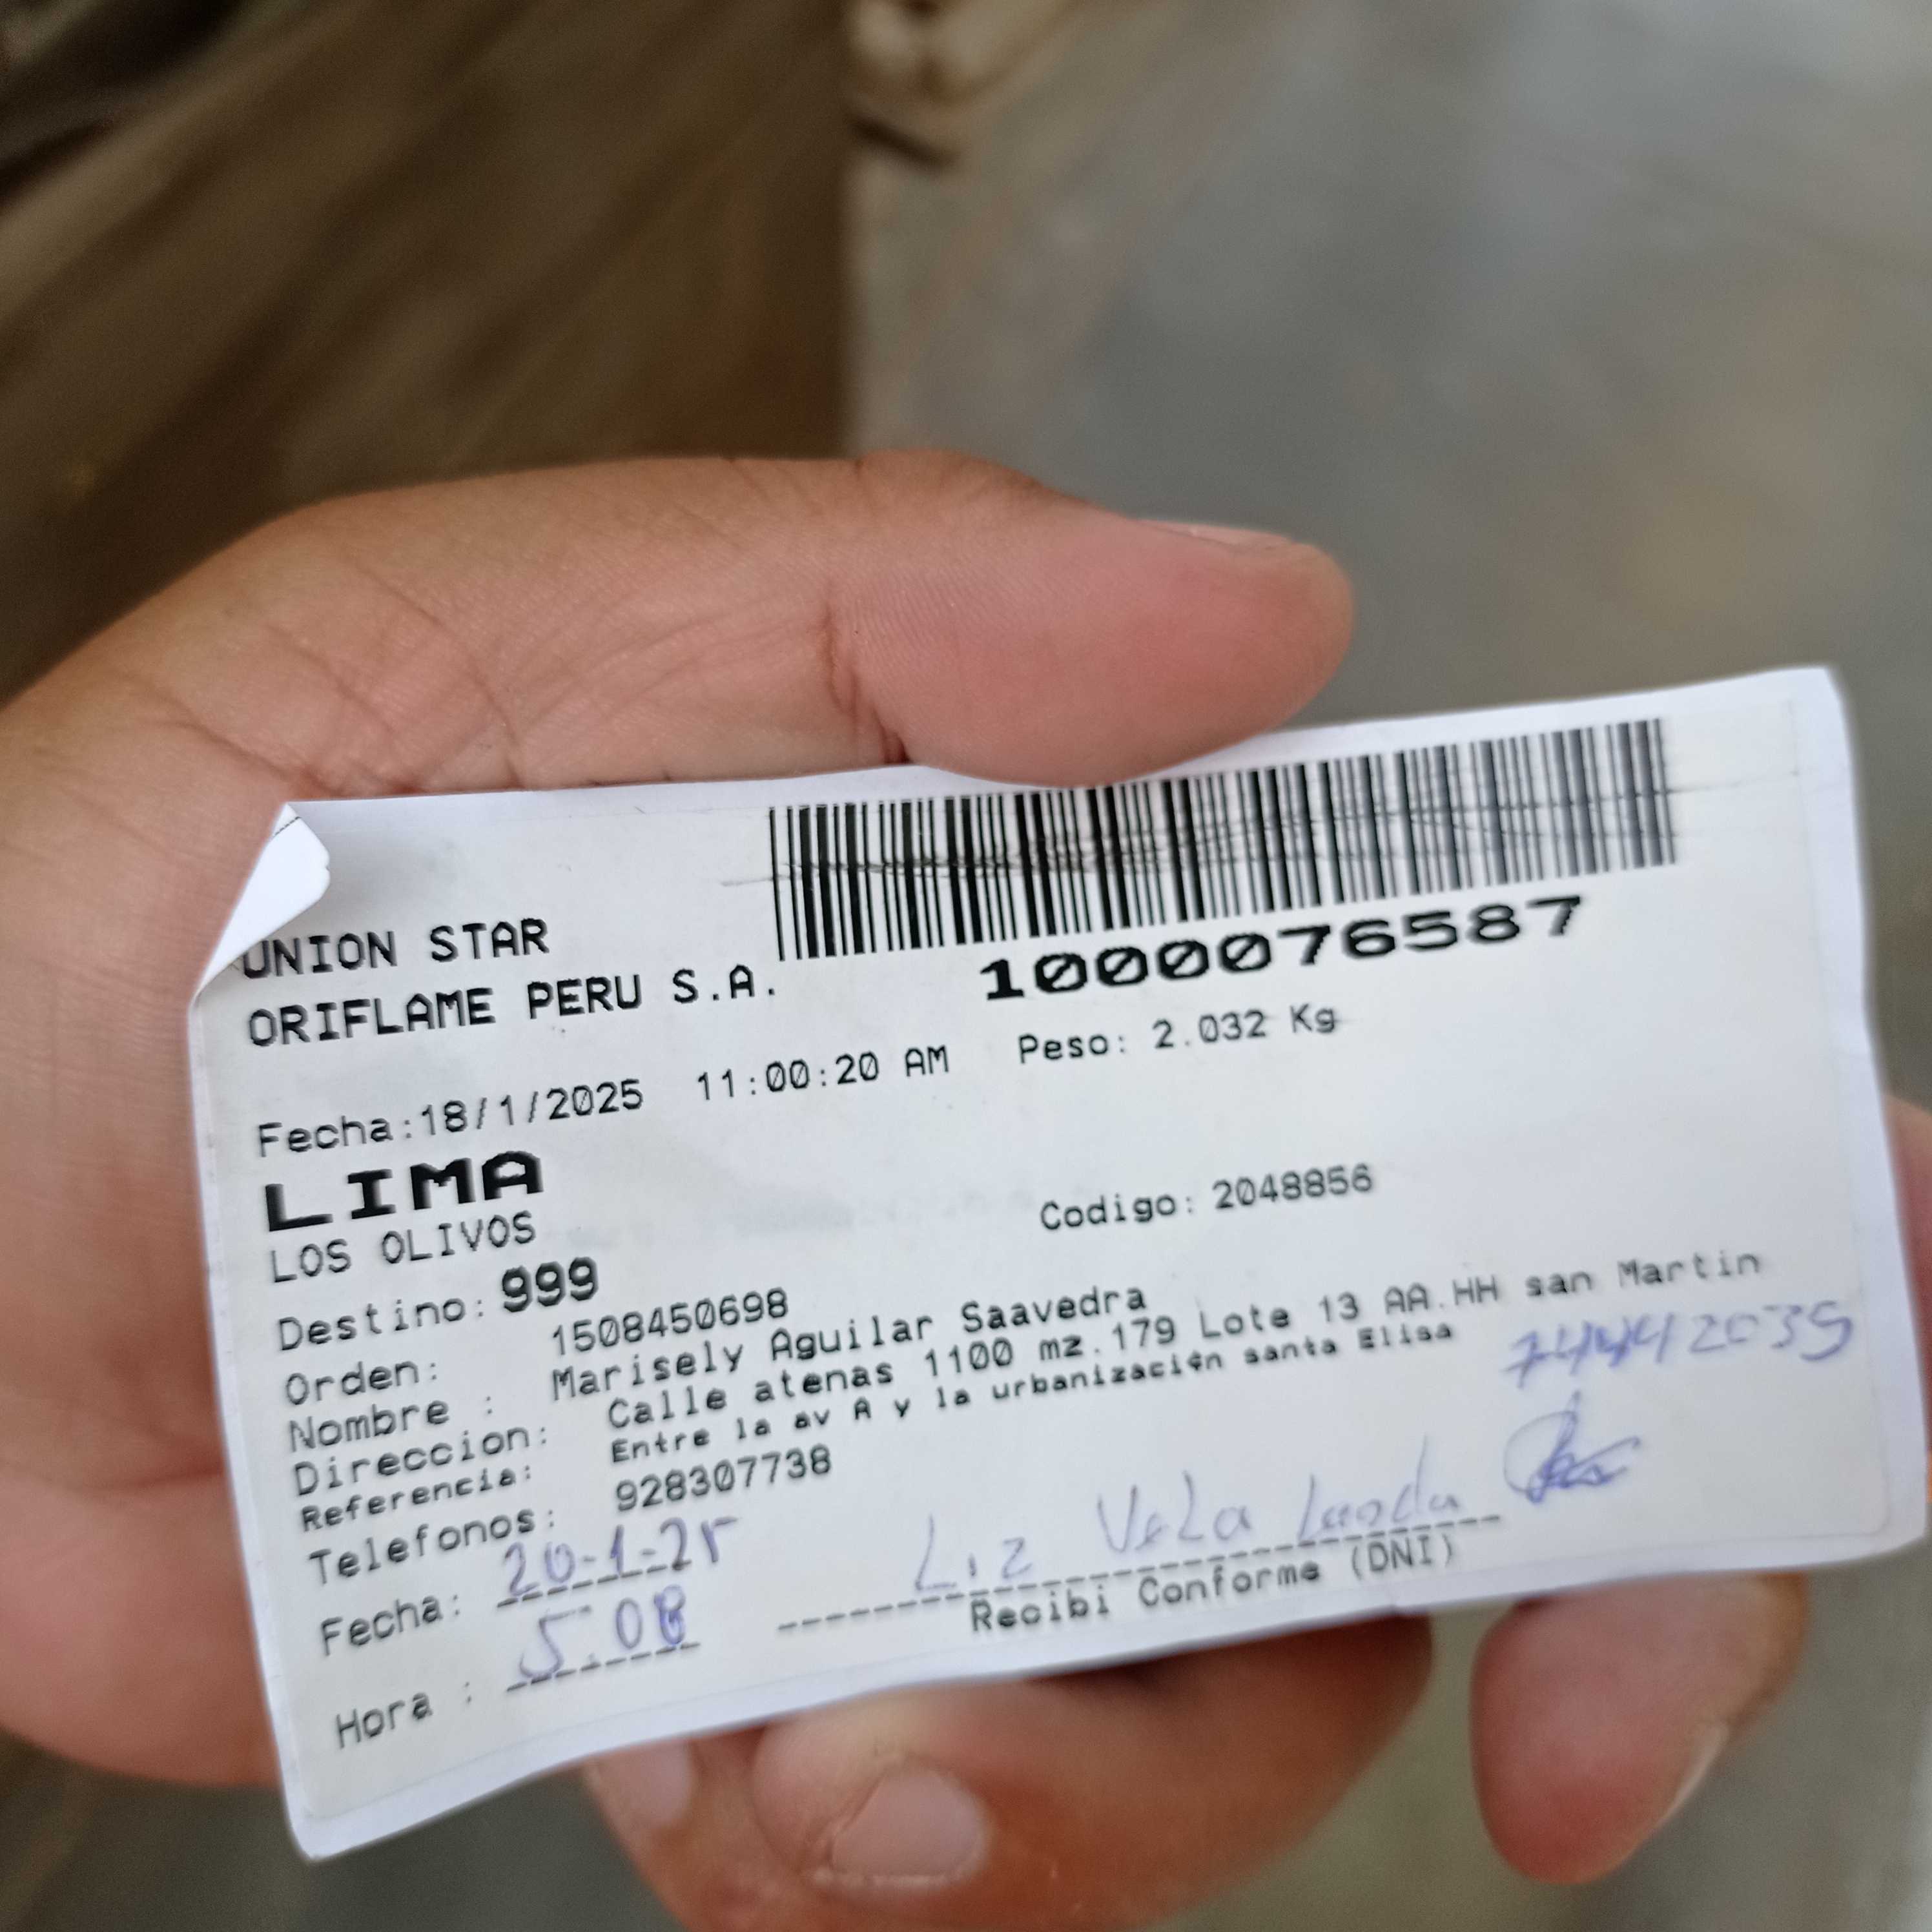 UNION STAR
ORIFLAME PERU S.A.
1000076587
Fecha:18/1/2025 11:00:20 AM Peso: 2.032 Kg
LIMA
LOS OLIVOS
Codigo: 2048856
Destino: 999
Orden: 1508450698
Nombre : Marisely Aguilar Saavedra
Direccion: Calle atenas 1100 mz.179 Lote 13 AA.HH san Martin
Referencia: Entre la av A y la urbanización santa Elisa
Telefonos: 928307738
Fecha: 20-1-25
Hora : 5:08
Liz Vela
Recibi Conforme (DNI)